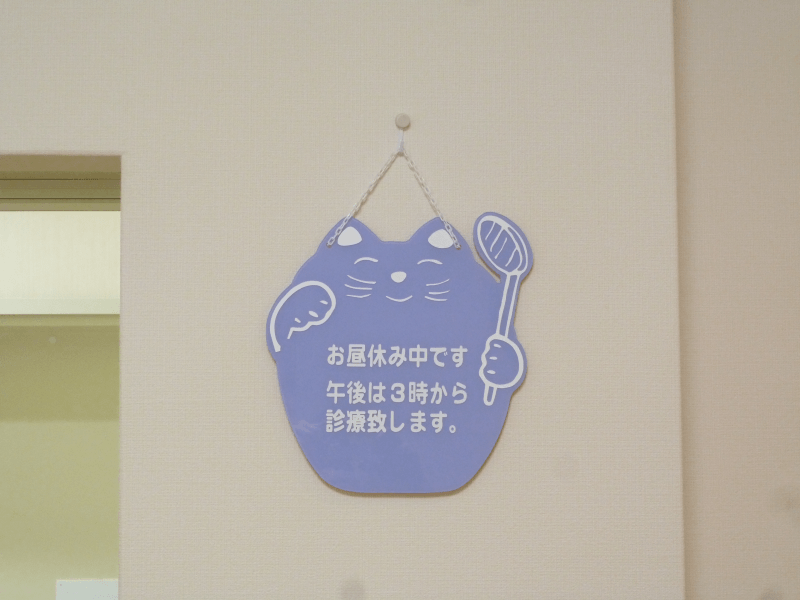 お昼休み中です
午後は3時から
診療致します。